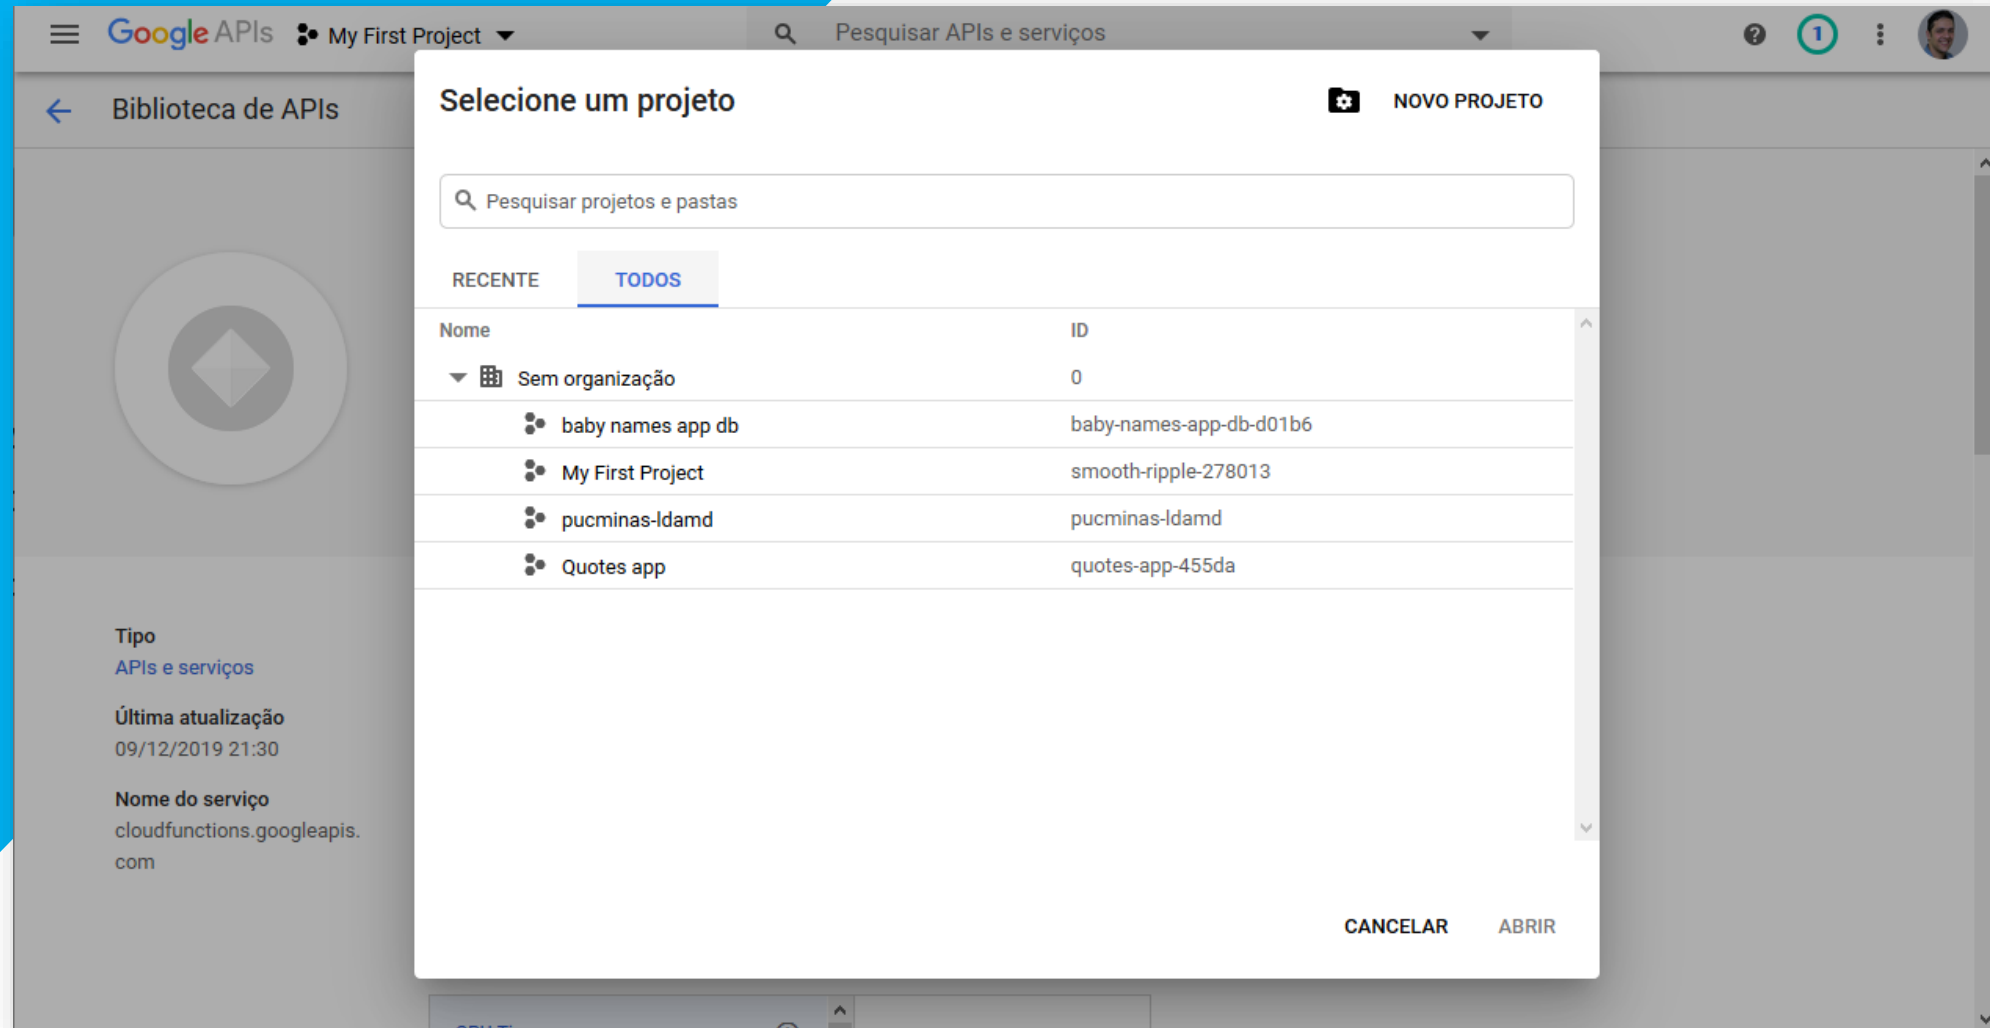 Google APIs My First Project Pesquisar APIs e serviços 1
Biblioteca de APIs
Selecione um projeto NOVO PROJETO
Pesquisar projetos e pastas
RECENTE TODOS
Nome ID
Sem organização 0
baby names app db baby-names-app-db-d01b6
My First Project smooth-ripple-278013
pucminas-ldamd pucminas-ldamd
Quotes app quotes-app-455da
Tipo
APIs e serviços
Última atualização
09/12/2019 21:30
Nome do serviço
cloudfunctions.googleapis.
com
CANCELAR ABRIR